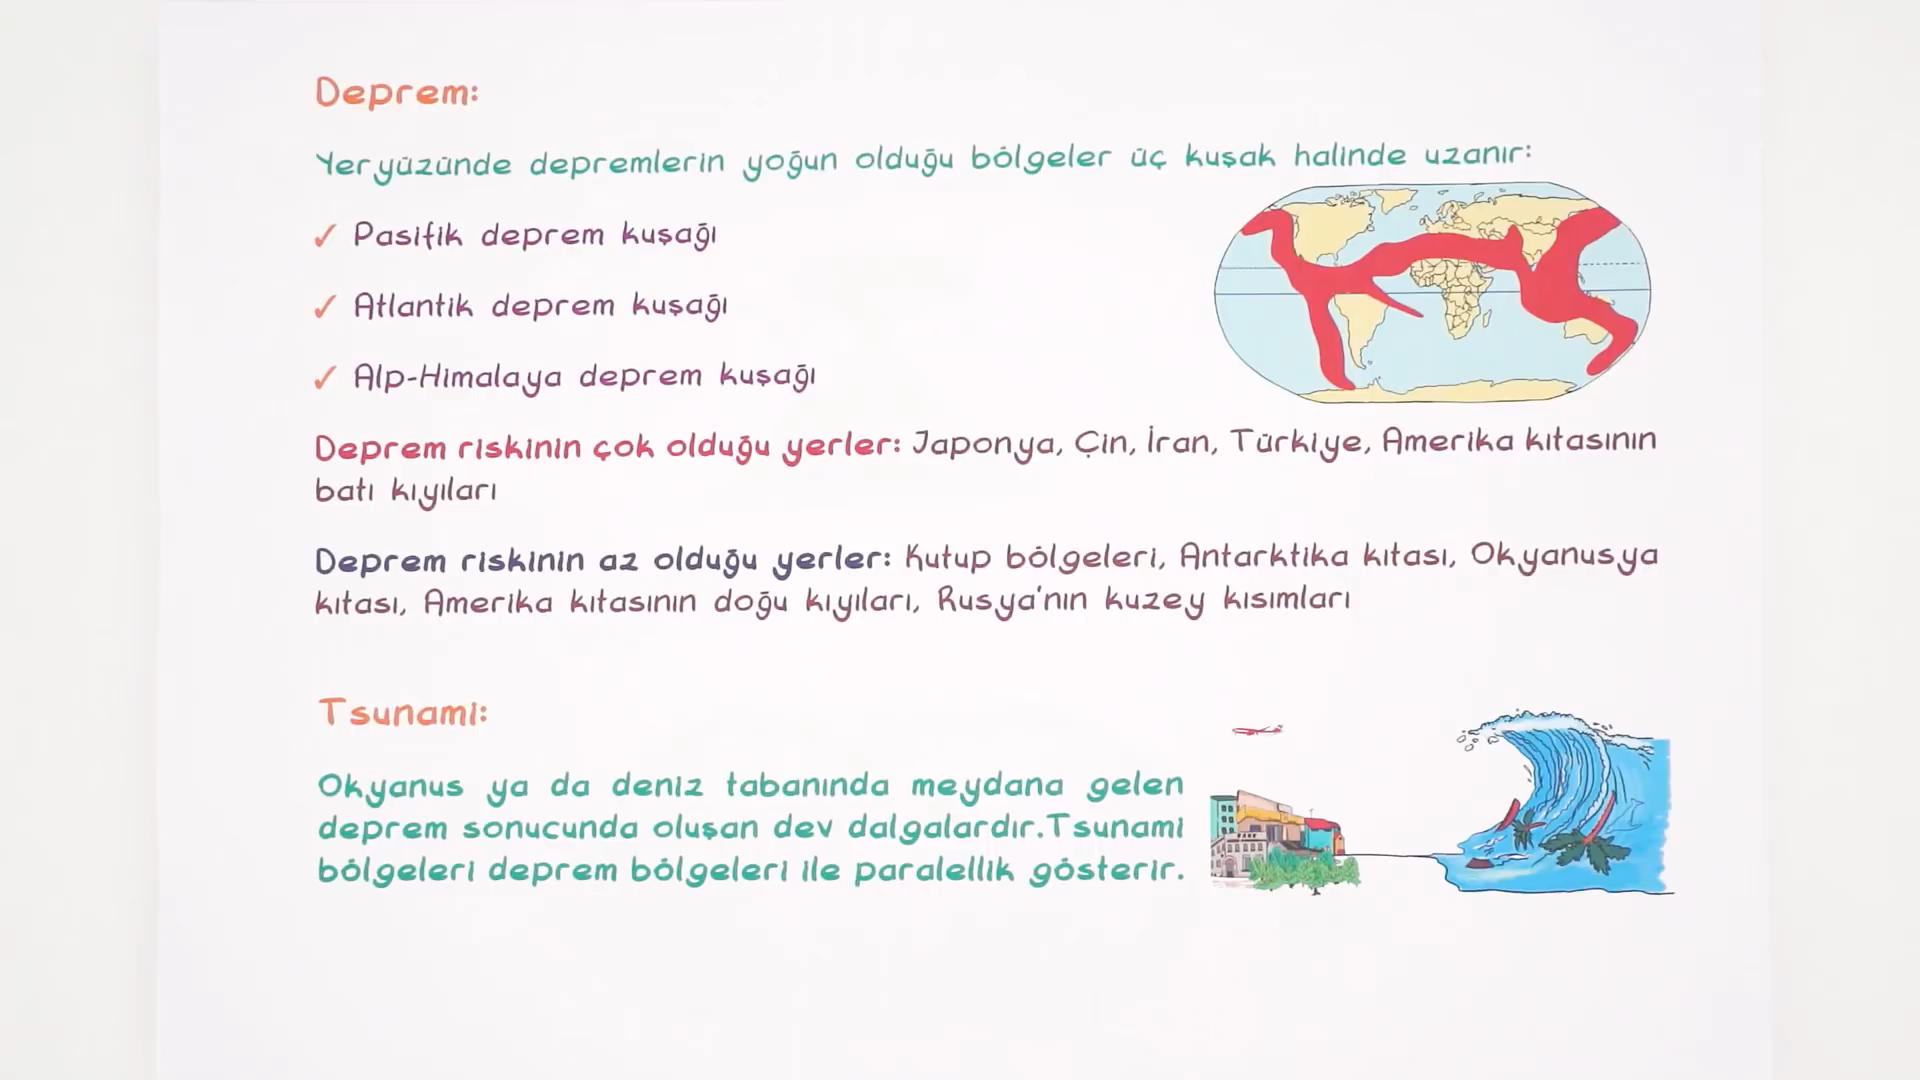 Deprem:
Yeryüzünde depremlerin yoğun olduğu bölgeler üç kuşak halinde uzanır:
✓ Pasifik deprem kuşağı
✓ Atlantik deprem kuşağı
✓ Alp-Himalaya deprem kuşağı
Deprem riskinin çok olduğu yerler: Japonya, Çin, İran, Türkiye, Amerika kıtasının
batı kıyıları
Deprem riskinin az olduğu yerler: Kutup bölgeleri, Antarktika kıtası, Okyanusya
kıtası, Amerika kıtasının doğu kıyıları, Rusya'nın kuzey kısımları
Tsunami:
Okyanus ya da deniz tabanında meydana gelen
deprem sonucunda oluşan dev dalgalardır.Tsunami
bölgeleri deprem bölgeleri ile paralellik gösterir.